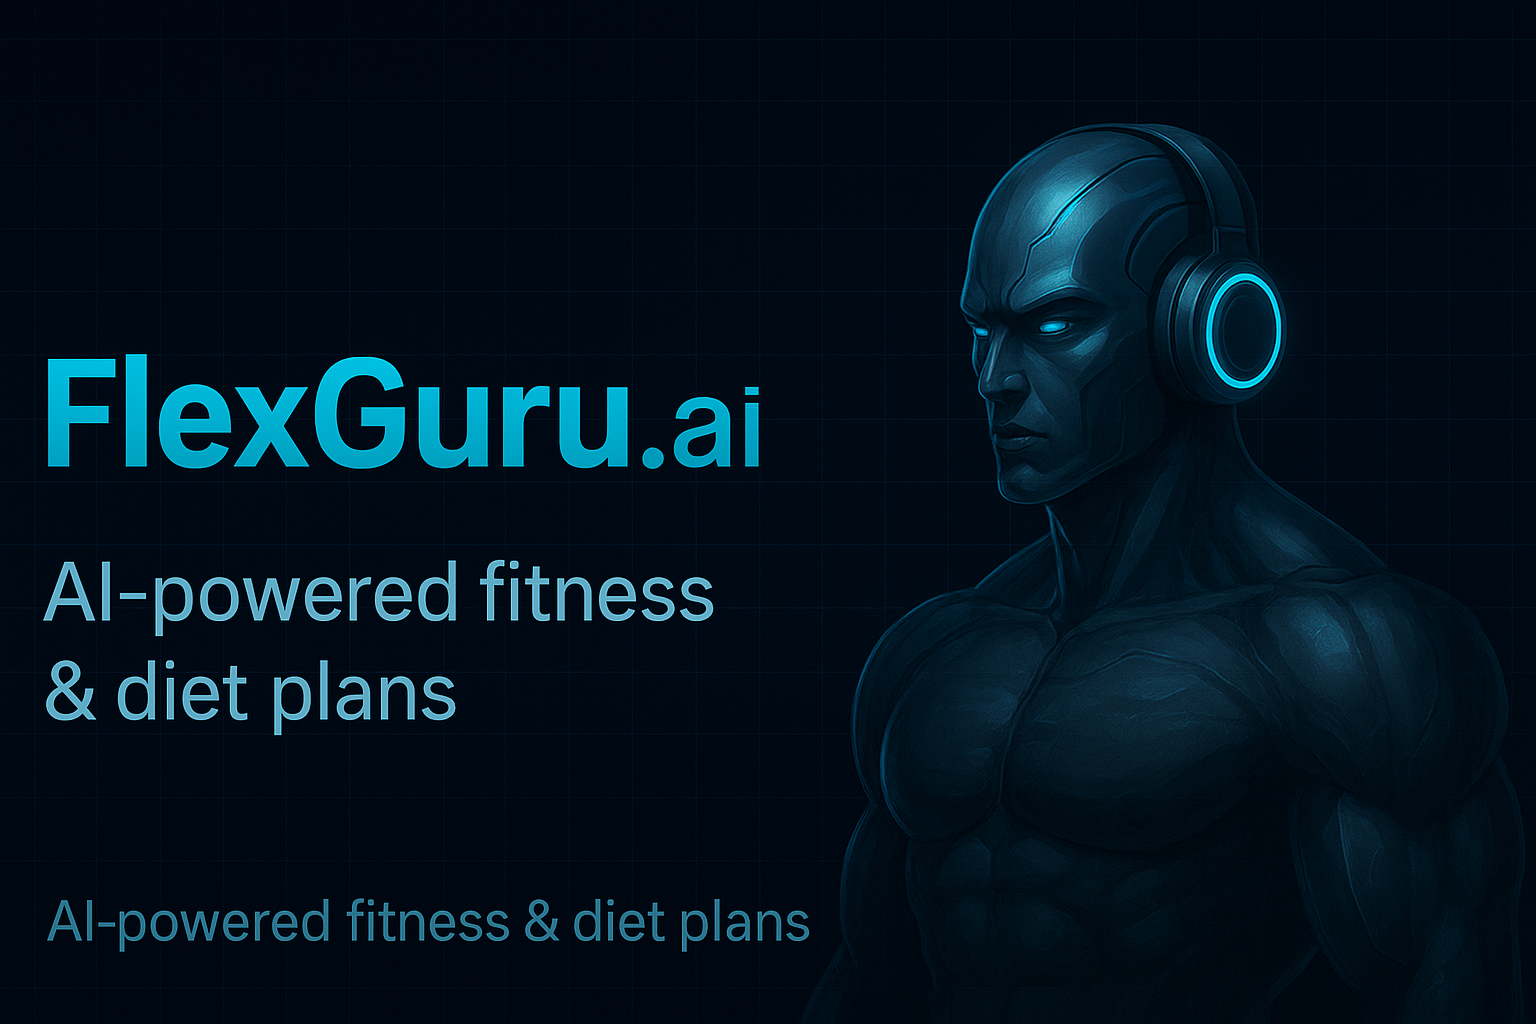 FlexGuru.ai
AI-powered fitness
& diet plans
AI-powered fitness & diet plans